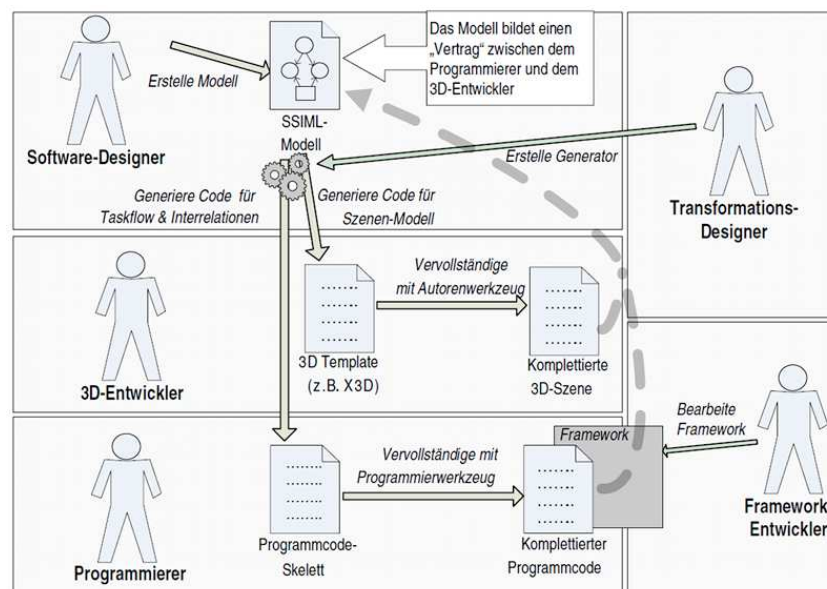 Das Modell bildet einen
„Vertrag“ zwischen dem
Programmierer und dem
3D-Entwickler
Erstelle Modell
SSIML-
Modell
Software-Designer
Erstelle Generator
Generiere Code für
Taskflow & Interrelationen
Generiere Code für
Szenen-Modell
Transformations-
Designer
Vervollständige
mit Autorenwerkzeug
3D Template
(z.B. X3D)
Komplettierte
3D-Szene
3D-Entwickler
Bearbeite
Framework
Framework
Vervollständige mit
Programmierwerkzeug
Framework
Entwickler
Programmcode-
Skelett
Komplettierter
Programmcode
Programmierer